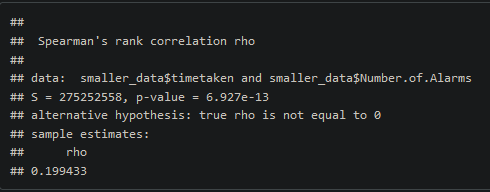 ##
## Spearman's rank correlation rho
##
## data: smaller_data$timetaken and smaller_data$Number.of.Alarms
## S = 275252558, p-value = 6.927e-13
## alternative hypothesis: true rho is not equal to 0
## sample estimates:
## rho
## 0.199433